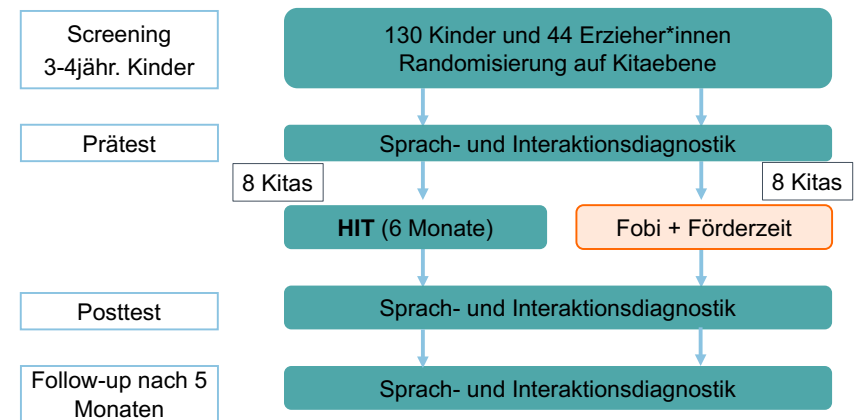 Screening
3-4jähr. Kinder
130 Kinder und 44 Erzieher*innen
Randomisierung auf Kitaebene
Prätest
Sprach- und Interaktionsdiagnostik
8 Kitas
8 Kitas
HIT (6 Monate)
Fobi + Förderzeit
Posttest
Sprach- und Interaktionsdiagnostik
Follow-up nach 5
Monaten
Sprach- und Interaktionsdiagnostik